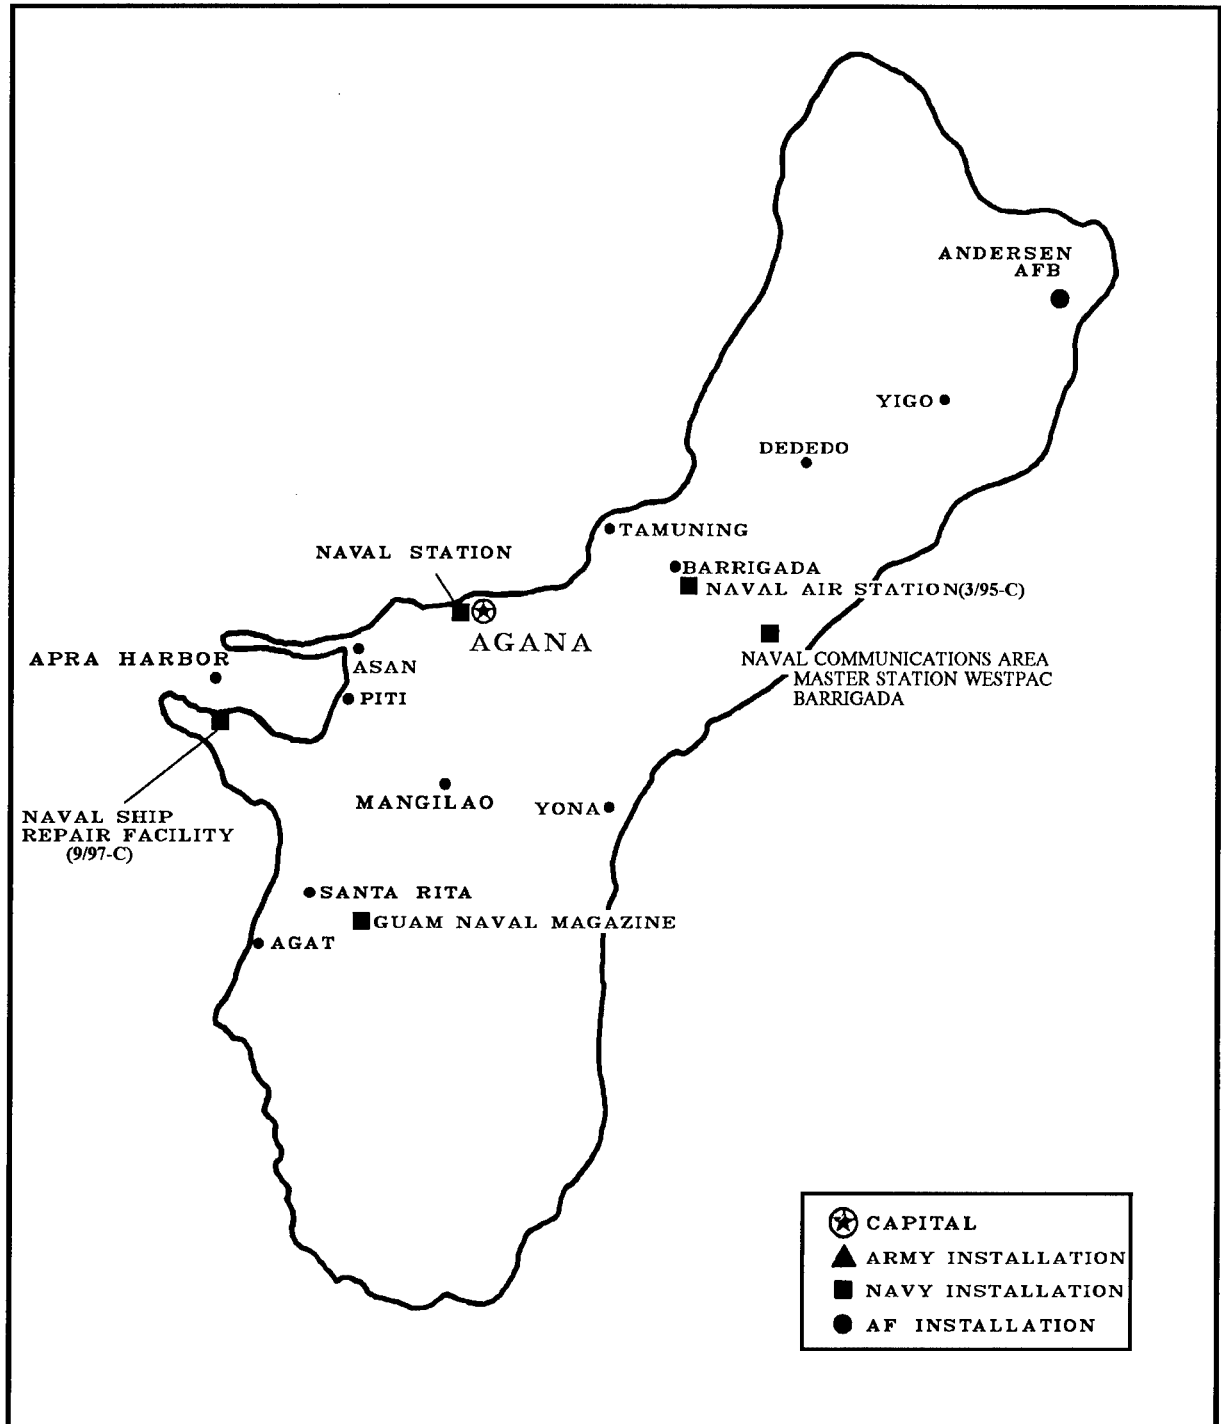 ANDERSEN
AFB
YIGO
DEDEDO
TAMUNING
NAVAL STATION
BARRIGADA
NAVAL AIR STATION(3/95-C)
AGANA
APRA HARBOR
ASAN
NAVAL COMMUNICATIONS AREA
MASTER STATION WESTPAC
BARRIGADA
PITI
MANGILAO
YONA
NAVAL SHIP
REPAIR FACILITY
(9/97-C)
SANTA RITA
GUAM NAVAL MAGAZINE
AGAT
CAPITAL
ARMY INSTALLATION
NAVY INSTALLATION
AF INSTALLATION